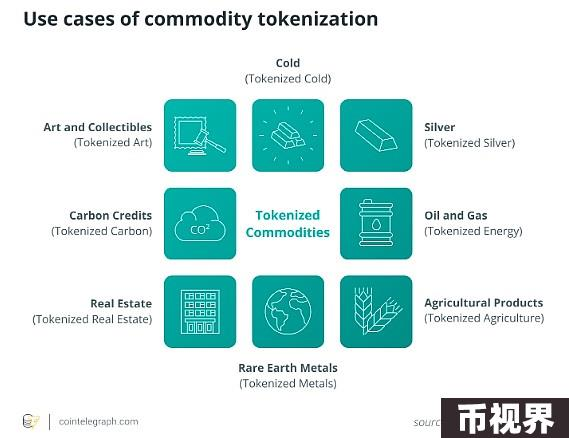 Use cases of commodity tokenization
Cold
(Tokenized Cold)
Art and Collectibles
(Tokenized Art)
Silver
(Tokenized Silver)
Carbon Credits
(Tokenized Carbon)
CO²
Tokenized
Commodities
Oil and Gas
(Tokenized Energy)
Real Estate
(Tokenized Real Estate)
Agricultural Products
(Tokenized Agriculture)
Rare Earth Metals
(Tokenized Metals)
cointelegraph.com
币视界